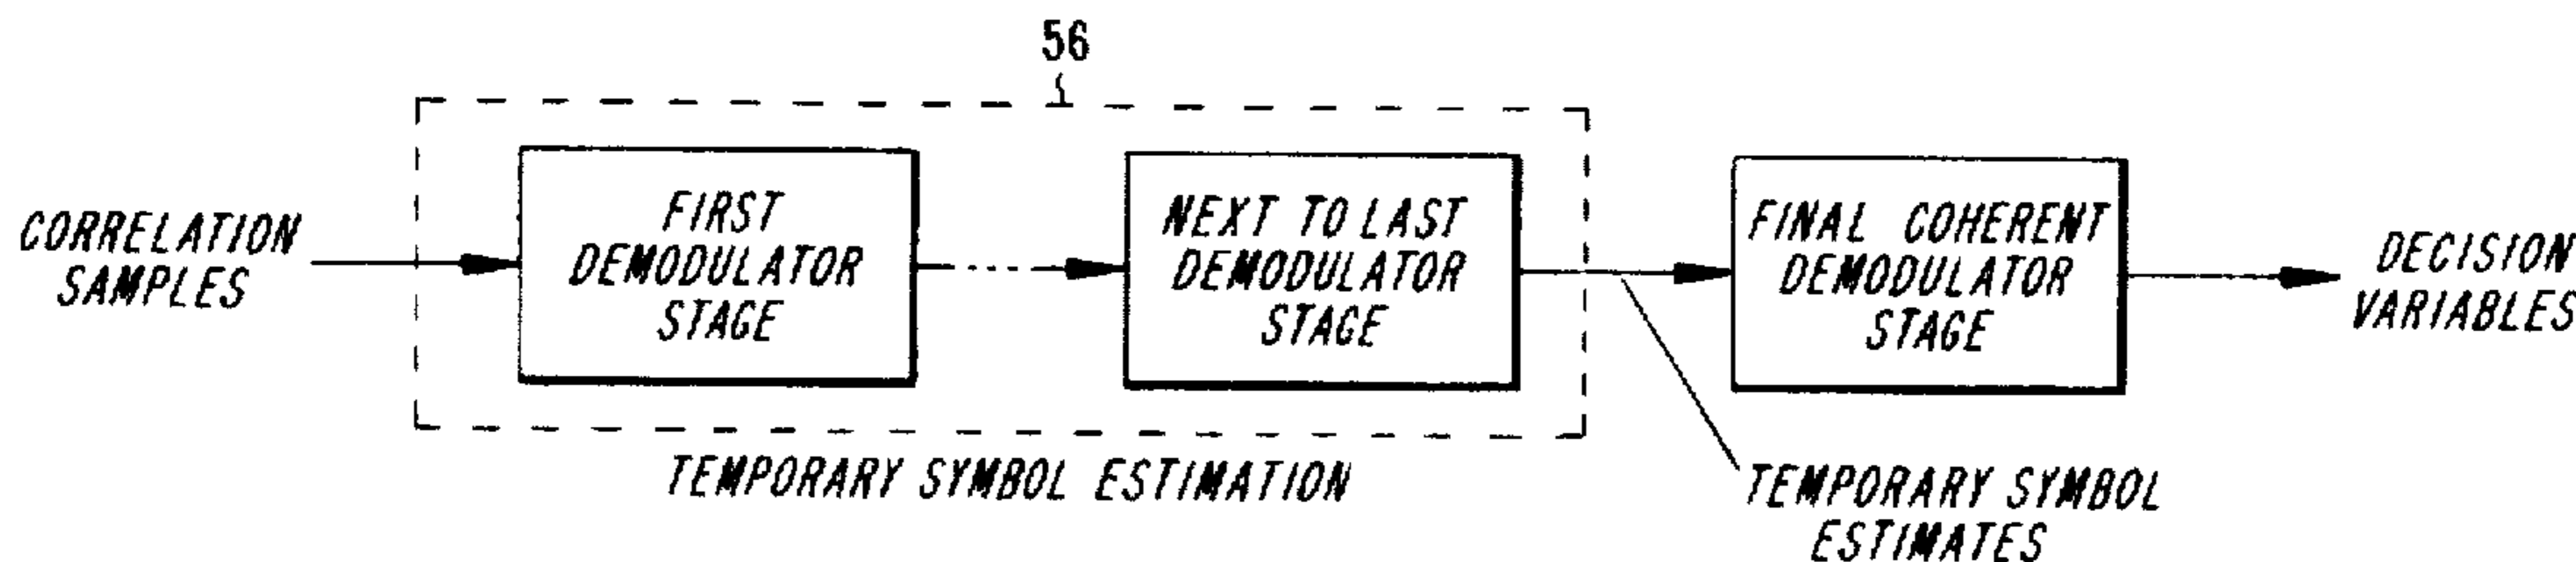 56
CORRELATION
SAMPLES
FIRST
DEMODULATOR
STAGE
NEXT TO LAST
DEMODULATOR
STAGE
FINAL COHERENT
DEMODULATOR
STAGE
DECISION
VARIABLES
TEMPORARY SYMBOL ESTIMATION
TEMPORARY SYMBOL
ESTIMATES